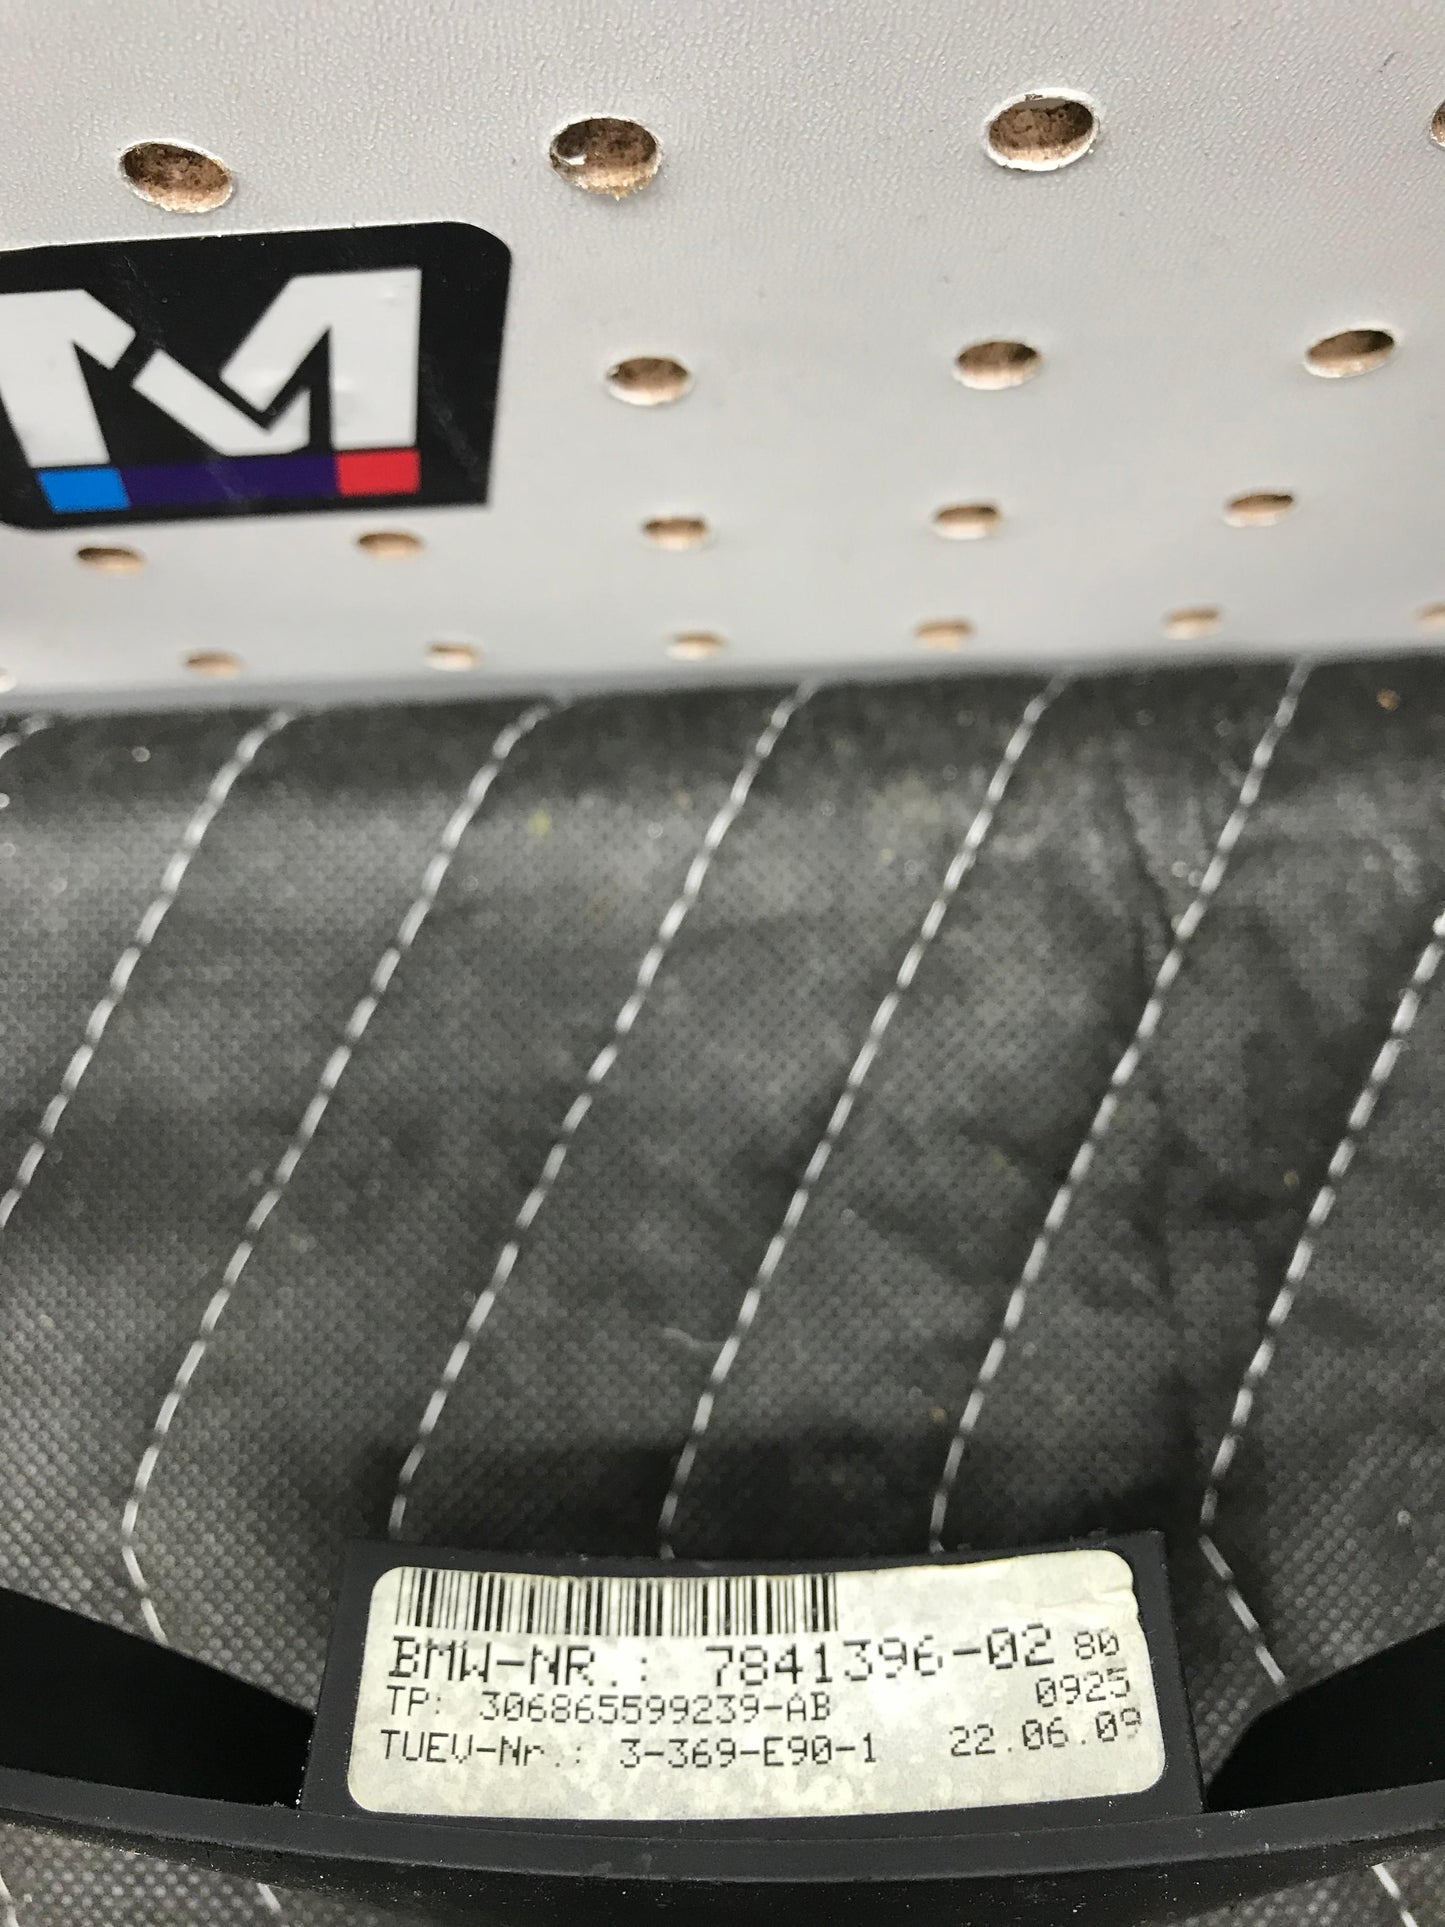 M
BMW-NR.: 7841396-02 80
TP: 306865599239-AB 0925
TUEV-Nr.: 3-369-E90-1 22.06.09